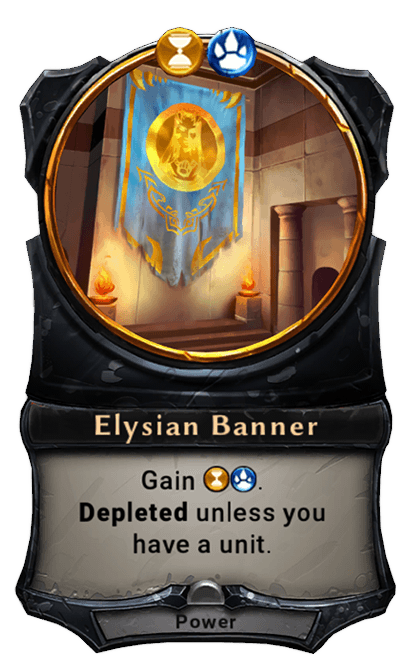 Elysian Banner
Gain .
Depleted unless you
have a unit.
Power